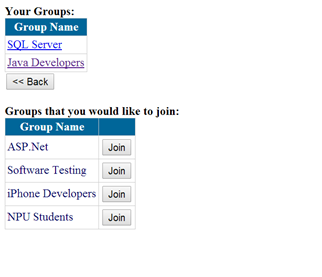 Your Groups:
Group Name
SQL Server
Java Developers
<< Back
Groups that you would like to join:
Group Name
ASP.Net Join
Software Testing Join
iPhone Developers Join
NPU Students Join